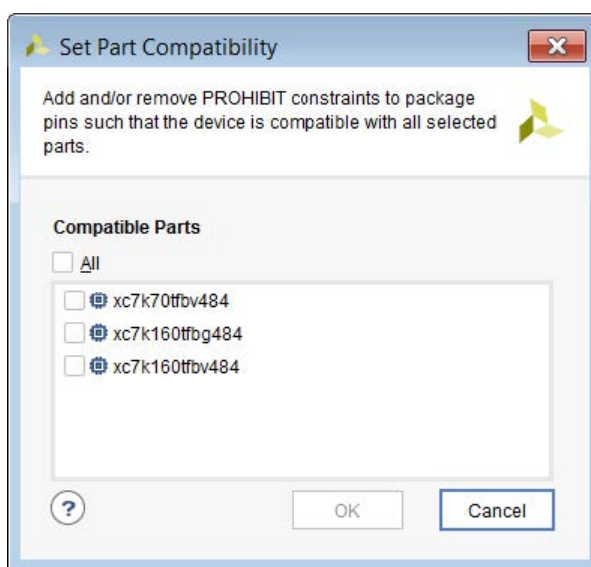 Set Part Compatibility
Add and/or remove PROHIBIT constraints to package
pins such that the device is compatible with all selected
parts.
Compatible Parts
All
xc7k70tfbv484
xc7k160tfbg484
xc7k160tfbv484
?
OK
Cancel